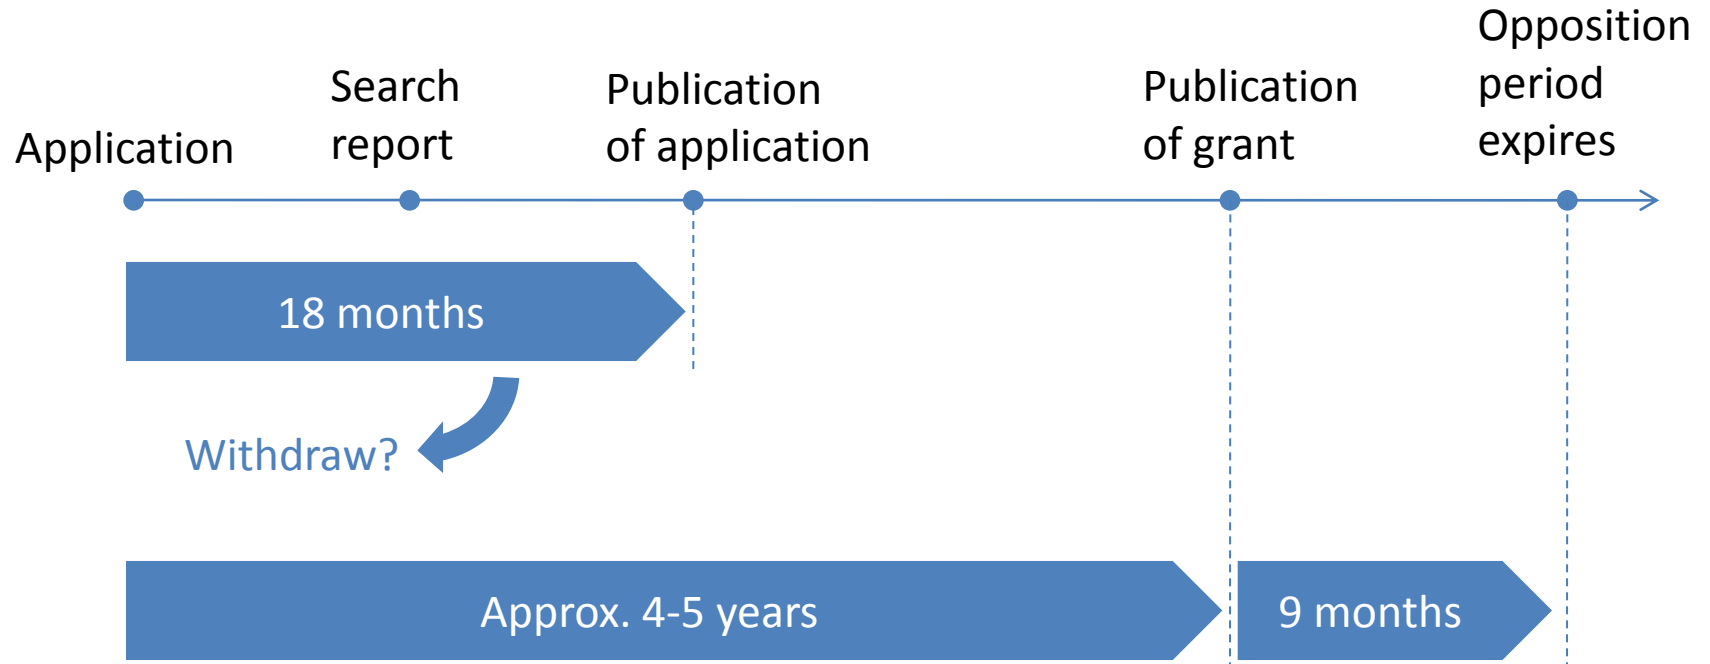 Application
Search
report
Publication
of application
Publication
of grant
Opposition
period
expires
18 months
Withdraw?
Approx. 4-5 years
9 months